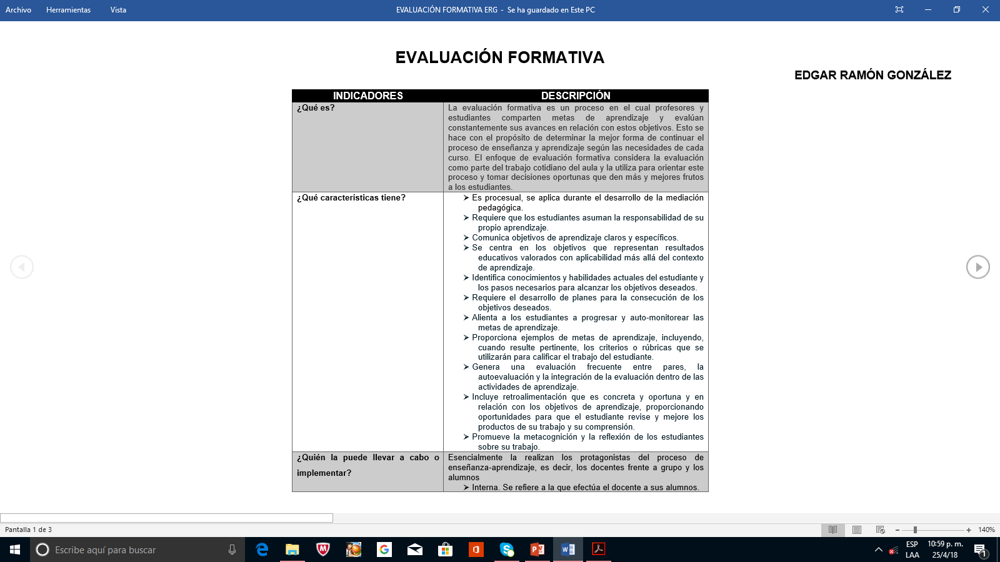 Archivo Herramientas Vista EVALUACIÓN FORMATIVA ERG - Se ha guardado en Este PC
EVALUACIÓN FORMATIVA
EDGAR RAMÓN GONZÁLEZ
INDICADORES DESCRIPCIÓN
¿Qué es?
La evaluación formativa es un proceso en el cual profesores y
estudiantes comparten metas de aprendizaje y evalúan
constantemente sus avances en relación con estos objetivos. Esto se
hace con el propósito de determinar la mejor forma de continuar el
proceso de enseñanza y aprendizaje según las necesidades de cada
curso. El enfoque de evaluación formativa considera la evaluación
como parte del trabajo cotidiano del aula y la utiliza para orientar este
proceso y tomar decisiones oportunas que den más y mejores frutos
a los estudiantes.
¿Qué características tiene?
➢ Es procesual, se aplica durante el desarrollo de la mediación
pedagógica.
➢ Requiere que los estudiantes asuman la responsabilidad de su
propio aprendizaje.
➢ Comunica objetivos de aprendizaje claros y específicos.
➢ Se centra en los objetivos que representan resultados
educativos valorados con aplicabilidad más allá del contexto
de aprendizaje.
➢ Identifica conocimientos y habilidades actuales del estudiante y
los pasos necesarios para alcanzar los objetivos deseados.
➢ Requiere el desarrollo de planes para la consecución de los
objetivos deseados.
➢ Alienta a los estudiantes a progresar y auto-monitorear las
metas de aprendizaje.
➢ Proporciona ejemplos de metas de aprendizaje, incluyendo,
cuando resulte pertinente, los criterios o rúbricas que se
utilizarán para calificar el trabajo del estudiante.
➢ Genera una evaluación frecuente entre pares, la
autoevaluación y la integración de la evaluación dentro de las
actividades de aprendizaje.
➢ Incluye retroalimentación que es concreta y oportuna y en
relación con los objetivos de aprendizaje, proporcionando
oportunidades para que el estudiante revise y mejore los
productos de su trabajo y su comprensión.
➢ Promueve la metacognición y la reflexión de los estudiantes
sobre su trabajo.
¿Quién la puede llevar a cabo o
implementar?
Esencialmente la realizan los protagonistas del proceso de
enseñanza-aprendizaje, es decir, los docentes frente a grupo y los
alumnos
➢ Interna. Se refiere a la que efectúa el docente a sus alumnos.
Pantalla 1 de 3 140%
Escribe aquí para buscar
ESP 10:59 p. m.
LAA 25/4/18 1